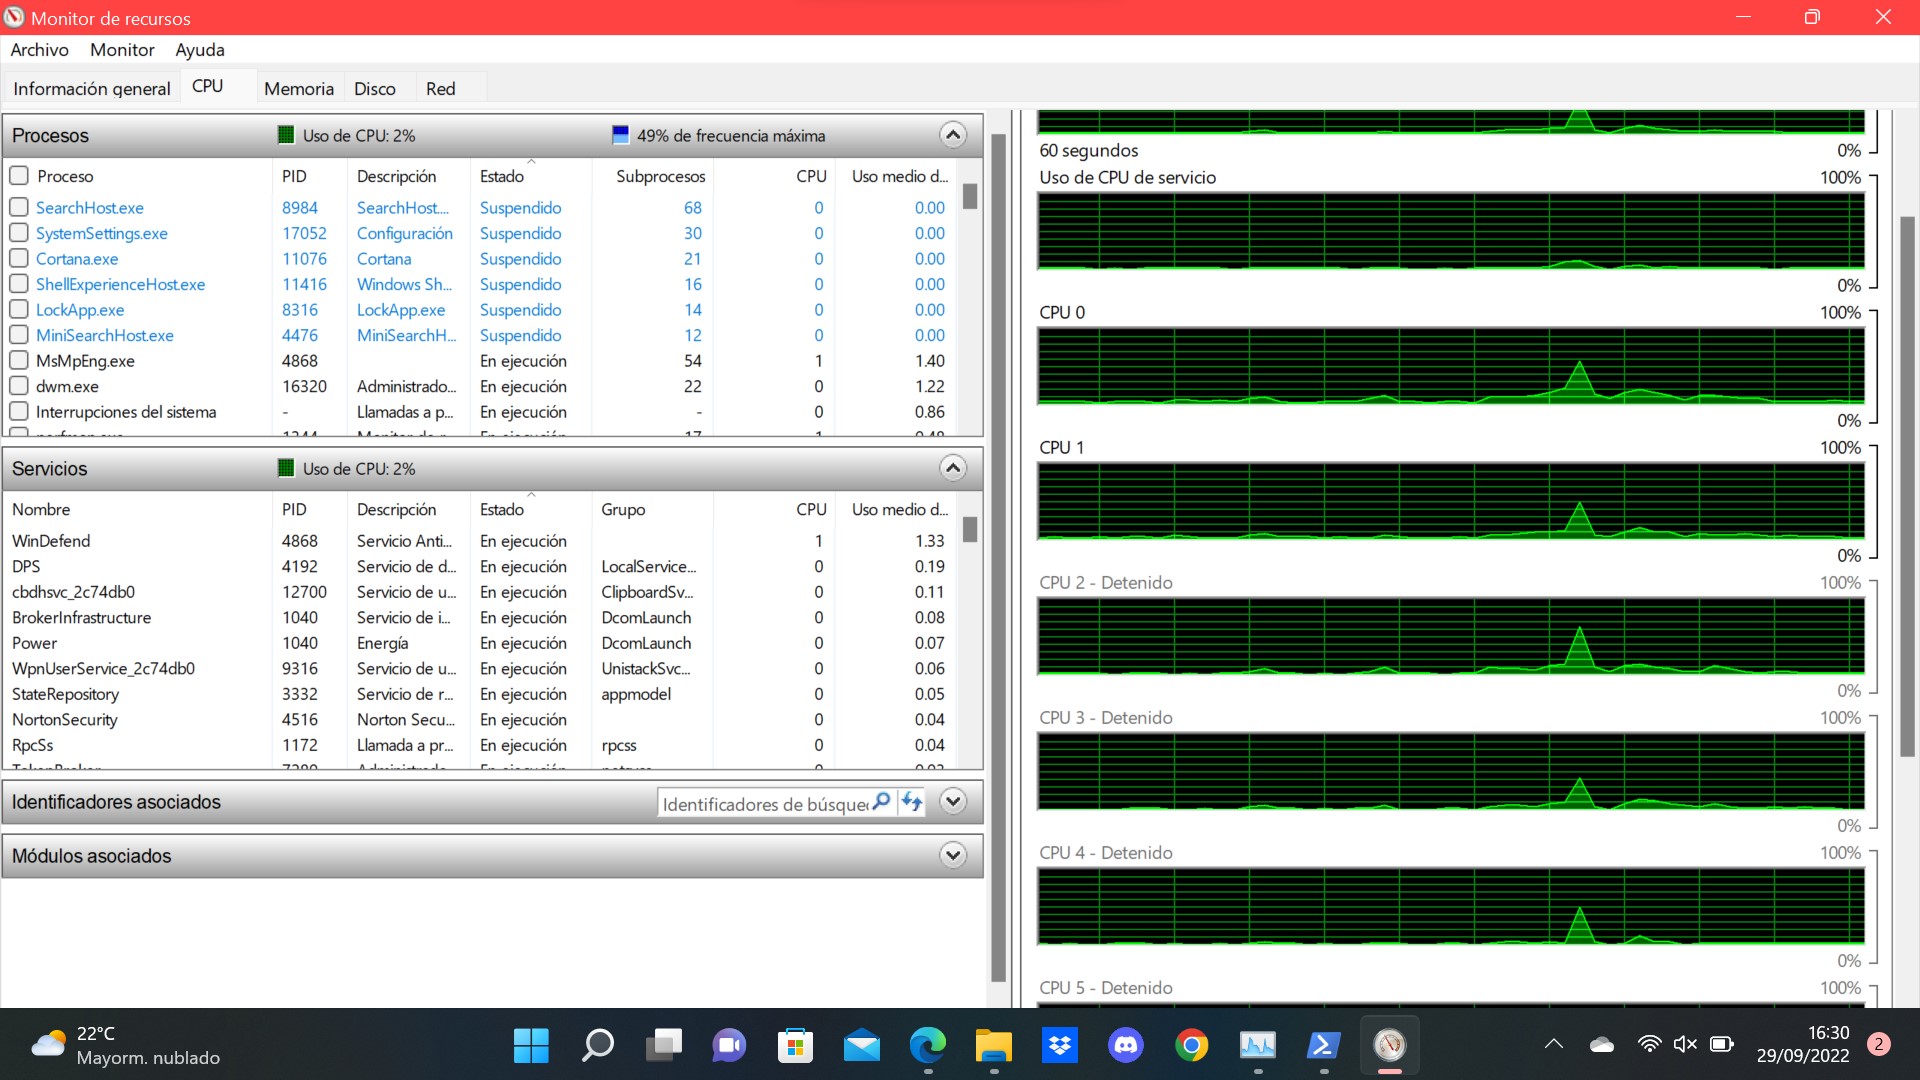 Monitor de recursos
Archivo Monitor Ayuda
Información general CPU Memoria Disco Red
Procesos Uso de CPU: 2% 49% de frecuencia máxima
Proceso PID Descripción Estado Subprocesos CPU Uso medio d...
SearchHost.exe 8984 SearchHost.... Suspendido 68 0 0.00
SystemSettings.exe 17052 Configuración Suspendido 30 0 0.00
Cortana.exe 11076 Cortana Suspendido 21 0 0.00
ShellExperienceHost.exe 11416 Windows Sh... Suspendido 16 0 0.00
LockApp.exe 8316 LockApp.exe Suspendido 14 0 0.00
MiniSearchHost.exe 4476 MiniSearchH... Suspendido 12 0 0.00
MsMpEng.exe 4868 En ejecución 54 1 1.40
dwm.exe 16320 Administrado... En ejecución 22 0 1.22
Interrupciones del sistema - Llamadas a p... En ejecución - 0 0.86
Servicios Uso de CPU: 2%
Nombre PID Descripción Estado Grupo CPU Uso medio d...
WinDefend 4868 Servicio Anti... En ejecución 1 1.33
DPS 4192 Servicio de d... En ejecución LocalService... 0 0.19
cbdhsvc_2c74db0 12700 Servicio de u... En ejecución ClipboardSv... 0 0.11
BrokerInfrastructure 1040 Servicio de i... En ejecución DcomLaunch 0 0.08
Power 1040 Energía En ejecución DcomLaunch 0 0.07
WpnUserService_2c74db0 9316 Servicio de u... En ejecución UnistackSvc... 0 0.06
StateRepository 3332 Servicio de r... En ejecución appmodel 0 0.05
NortonSecurity 4516 Norton Secu... En ejecución 0 0.04
RpcSs 1172 Llamada a pr... En ejecución rpcss 0 0.04
Identificadores asociados Identificadores de búsque
Módulos asociados
60 segundos 0%
Uso de CPU de servicio 100%
0%
CPU 0 100%
0%
CPU 1 100%
0%
CPU 2 - Detenido 100%
0%
CPU 3 - Detenido 100%
0%
CPU 4 - Detenido 100%
0%
CPU 5 - Detenido 100%
22°C
Mayorm. nublado
16:30
29/09/2022
2